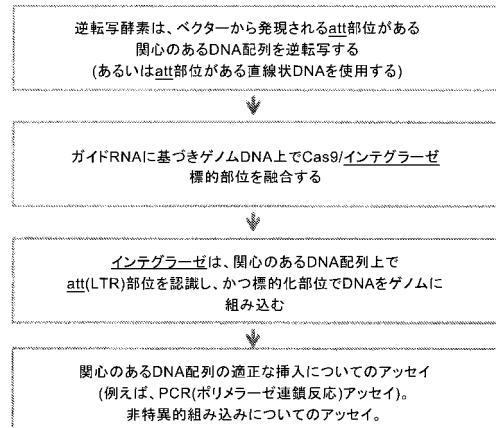 逆転写酵素は、ベクターから発現されるatt部位がある
関心のあるDNA配列を逆転写する
(あるいはatt部位がある直線状DNAを使用する)
ガイドRNAに基づきゲノムDNA上でCas9/インテグラーゼ
標的部位を融合する
インテグラーゼは、関心のあるDNA配列上で
att(LTR)部位を認識し、かつ標的化部位でDNAをゲノムに
組み込む
関心のあるDNA配列の適正な挿入についてのアッセイ
(例えば、PCR(ポリメラーゼ連鎖反応)アッセイ)。
非特異的組み込みについてのアッセイ。